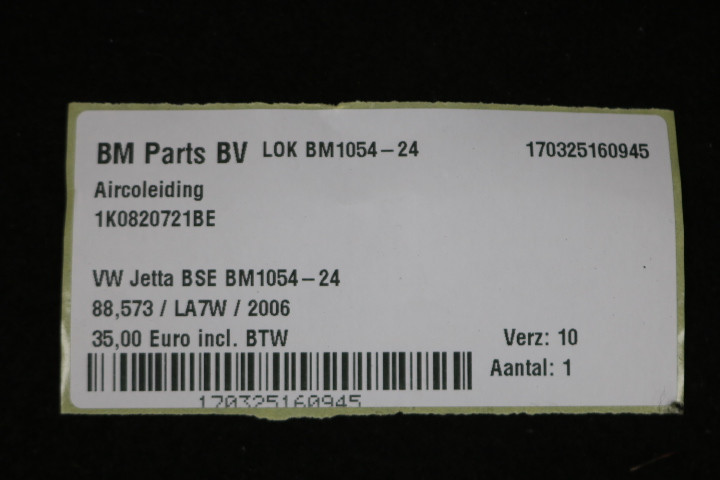 BM Parts BV LOK BM1054-24 170325160945
Aircoleiding
1K0820721BE
VW Jetta BSE BM1054-24
88,573 / LA7W / 2006
35,00 Euro incl. BTW Verz: 10
Aantal: 1
170325160945